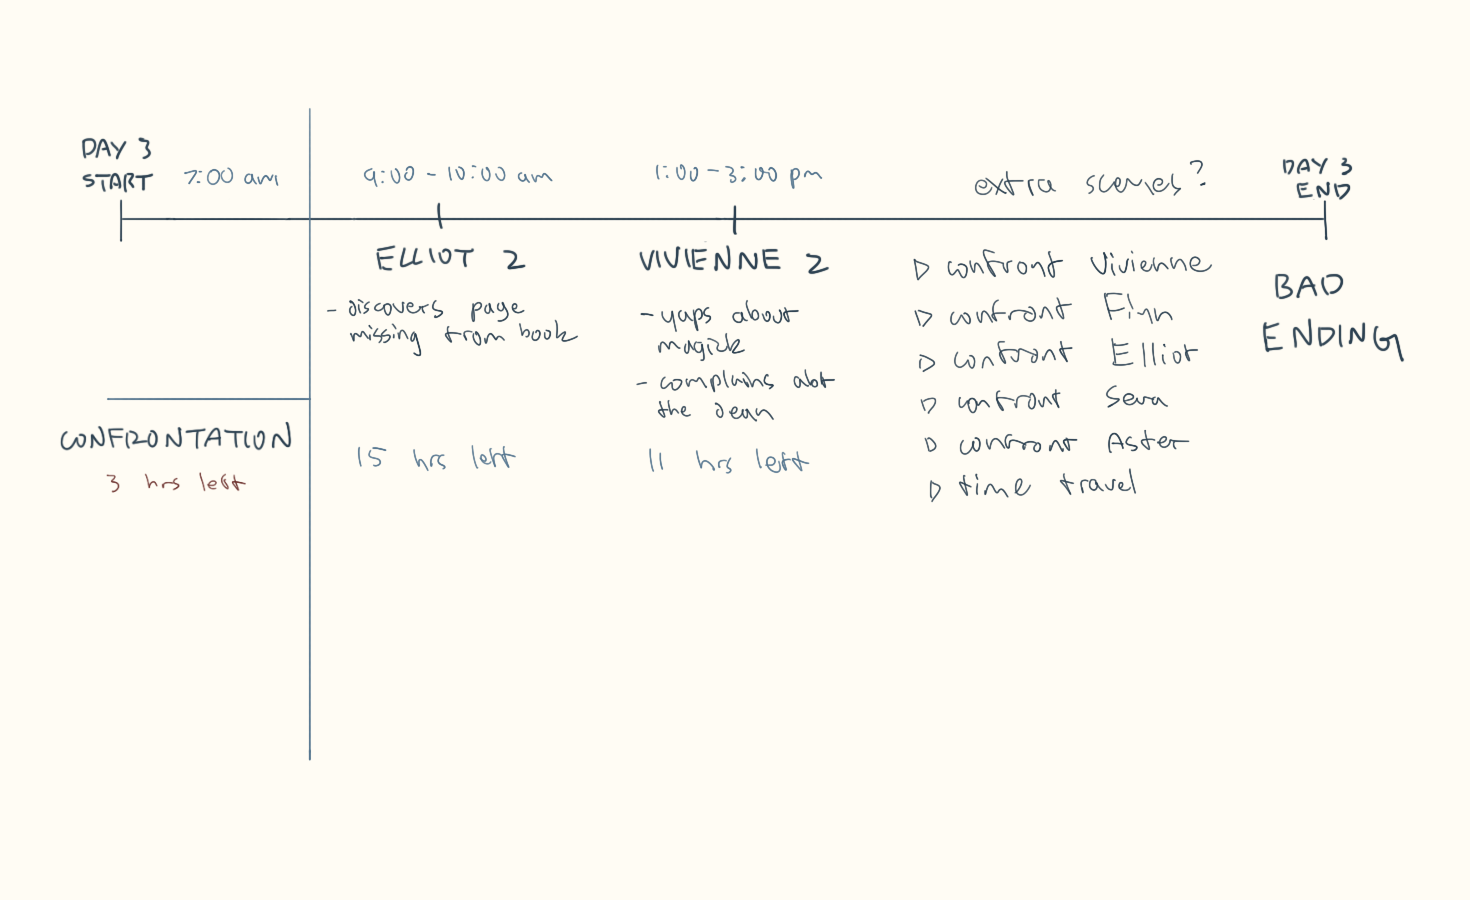 DAY 3
START
7:00 am
9:00 - 10:00 am
1:00 - 3:00 pm
extra scenes?
DAY 3
END
ELLIOT 2
- discovers page
missing from book
15 hrs left
VIVIENNE 2
- yaps about
magick
- complains abt
the dean
11 hrs left
▷ confront Vivienne
▷ confront Finn
▷ confront Elliot
▷ confront Sera
▷ confront Aster
▷ time travel
BAD
ENDING
CONFRONTATION
3 hrs left